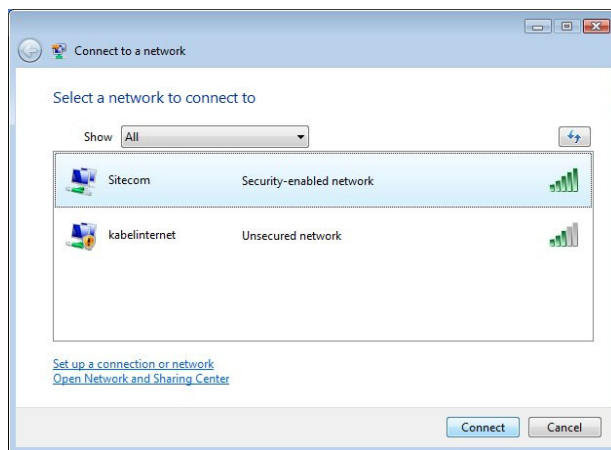 Connect to a network
Select a network to connect to
Show All
Sitecom Security-enabled network
kabelinternet Unsecured network
Set up a connection or network
Open Network and Sharing Center
Connect Cancel